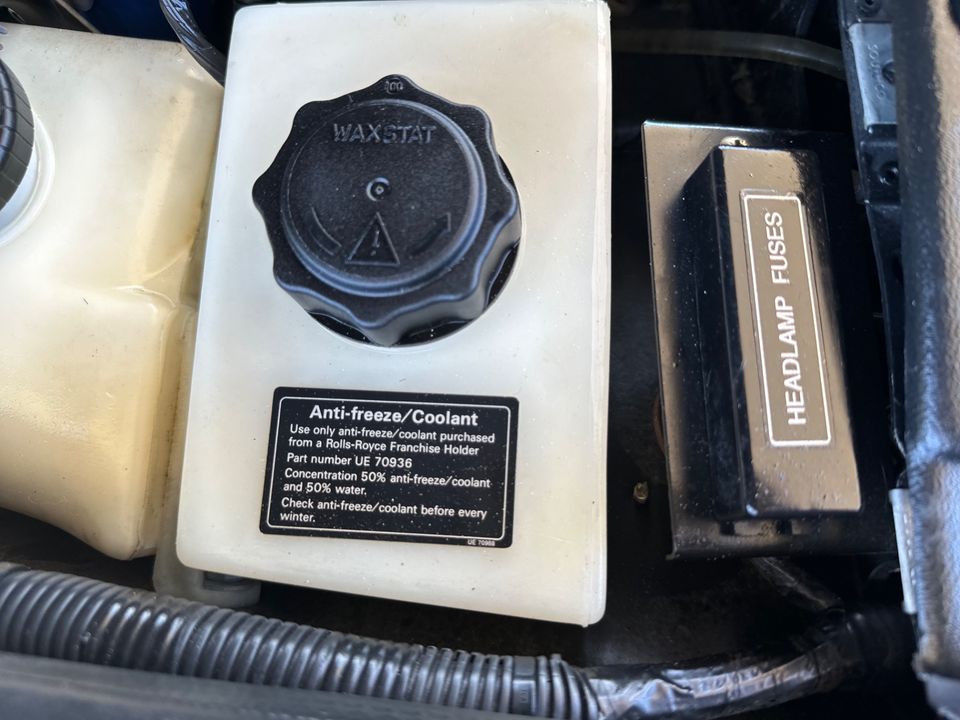 100
WAXSTAT
Anti-freeze/Coolant
Use only anti-freeze/coolant purchased
from a Rolls-Royce Franchise Holder
Part number UE 70936
Concentration 50% anti-freeze/coolant
and 50% water.
Check anti-freeze/coolant before every
winter.
HEADLAMP FUSES